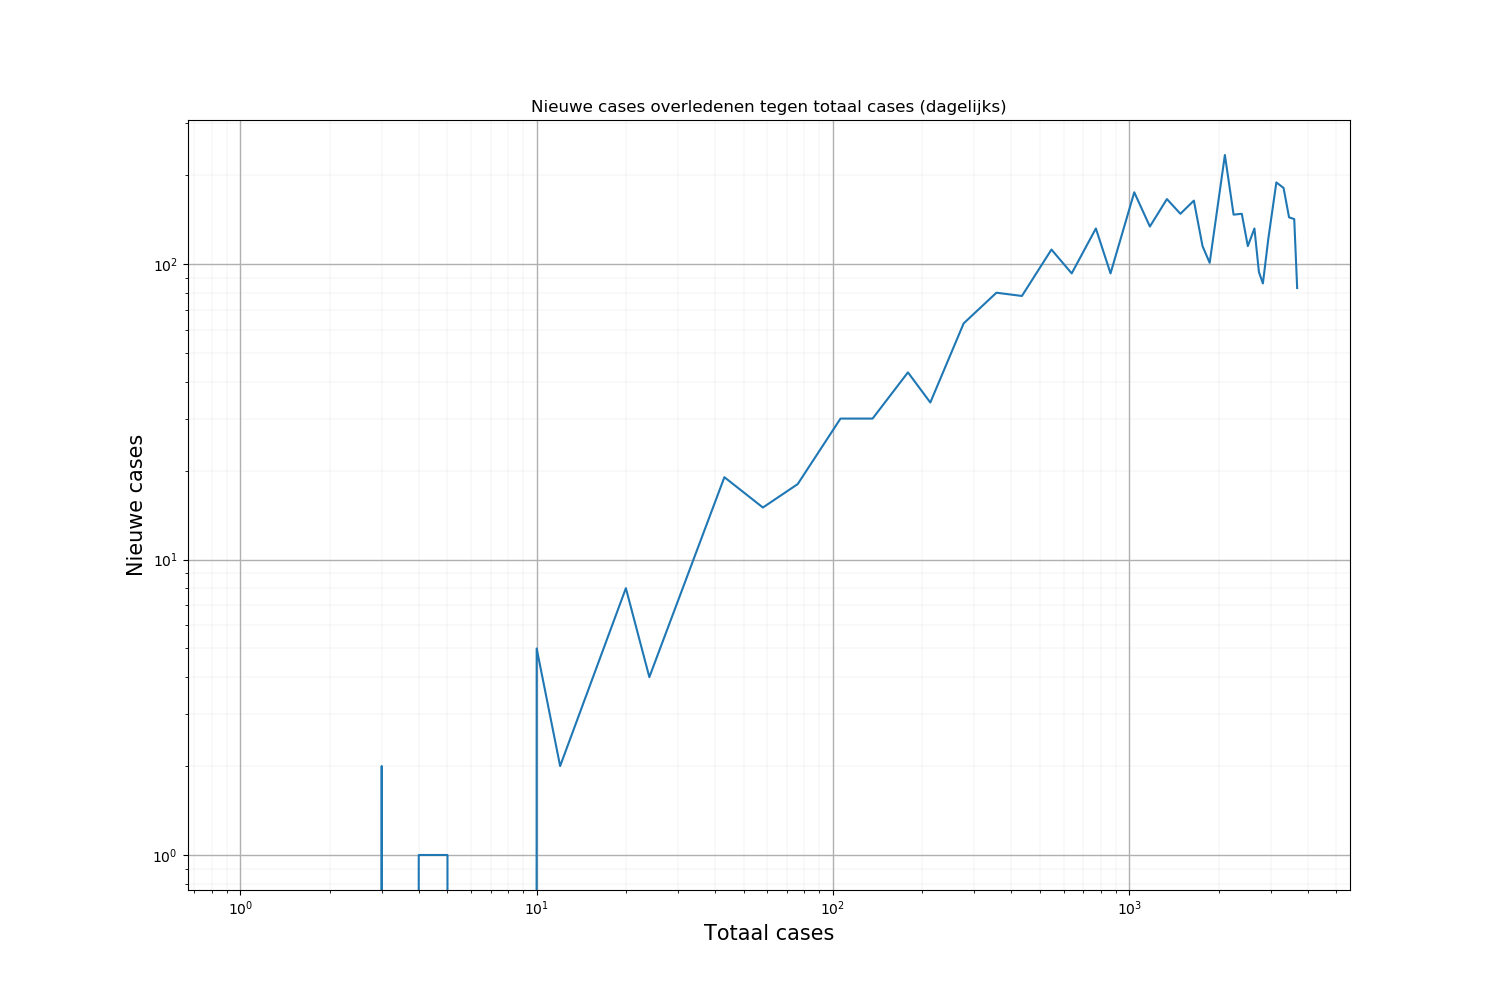 Nieuwe cases overledenen tegen totaal cases (dagelijks)
Nieuwe cases
10²
10¹
10⁰
10⁰ 10¹ 10² 10³
Totaal cases